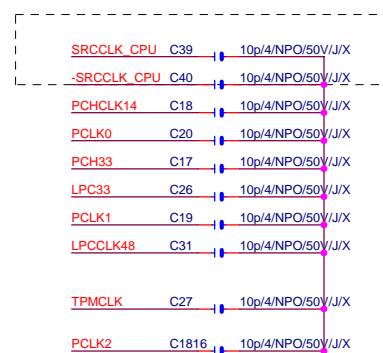 SRCCLK_CPU C39 10p/4/NPO/50V/J/X
-SRCCLK_CPU C40 10p/4/NPO/50V/J/X
PCHCLK14 C18 10p/4/NPO/50V/J/X
PCLK0 C20 10p/4/NPO/50V/J/X
PCH33 C17 10p/4/NPO/50V/J/X
LPC33 C26 10p/4/NPO/50V/J/X
PCLK1 C19 10p/4/NPO/50V/J/X
LPCCLK48 C31 10p/4/NPO/50V/J/X
TPMCLK C27 10p/4/NPO/50V/J/X
PCLK2 C1816 10p/4/NPO/50V/J/X